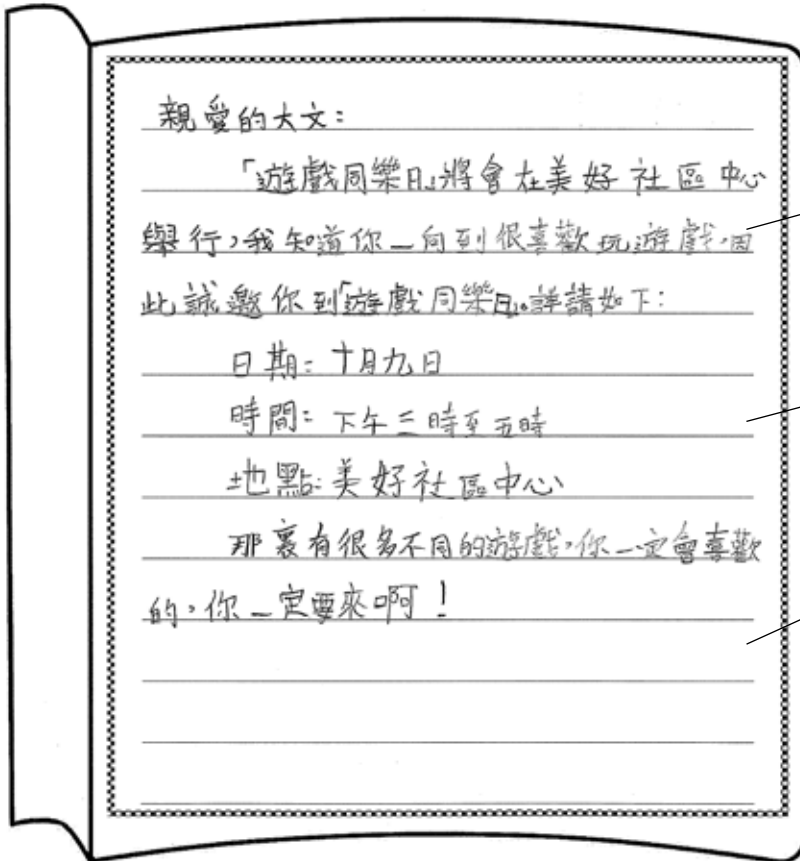 親愛的大文：
「遊戲同樂日」將會在美好社區中心
舉行，我知道你一向到很喜歡玩遊戲，因
此誠邀你到「遊戲同樂日」。詳請如下：
日期：十月九日
時間：下午三時至五時
地點：美好社區中心
那裏有很多不同的遊戲，你一定會喜歡
的，你一定要來啊！